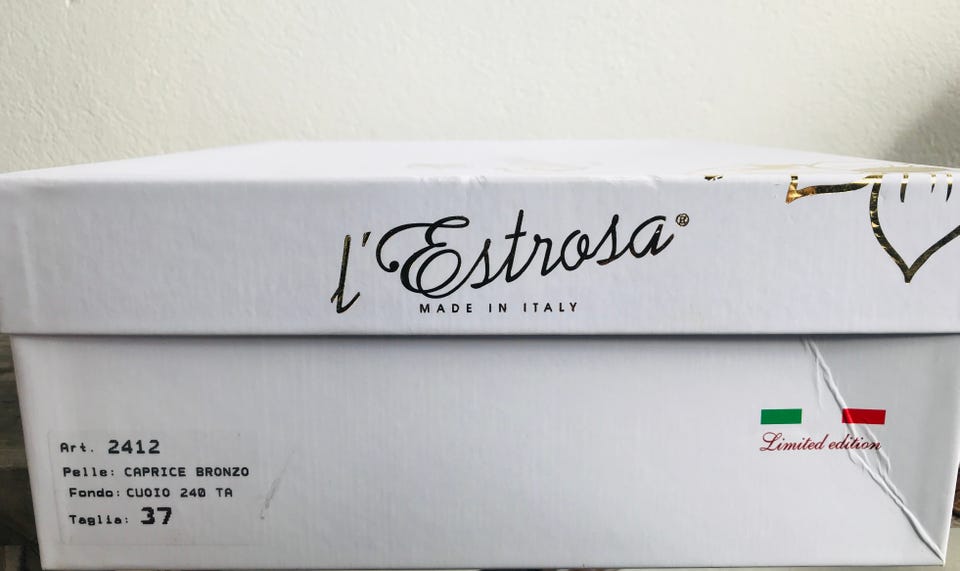 l'Estrosa®
MADE IN ITALY
Limited edition
Art. 2412
Pelle: CAPRICE BRONZO
Fondo: CUOIO 240 TA
Taglia: 37